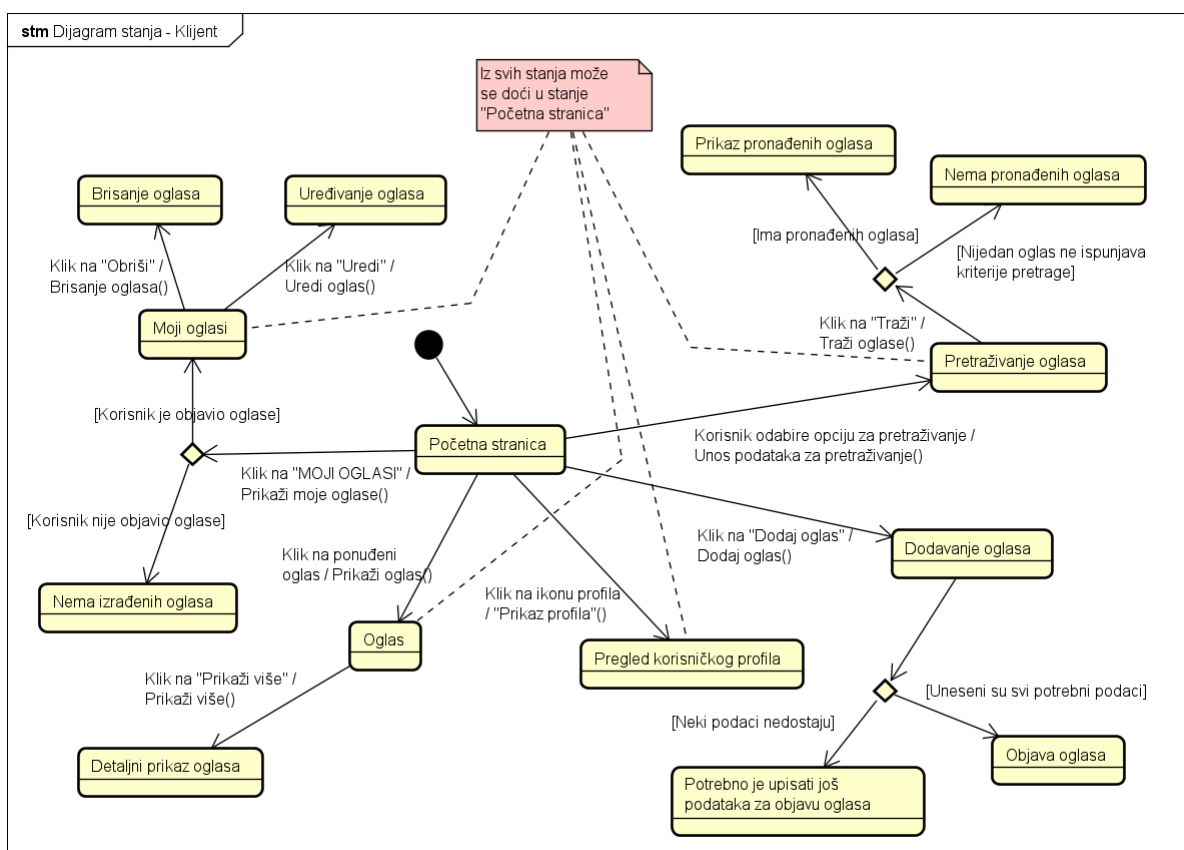 stm Dijagram stanja - Klijent
Iz svih stanja može
se doći u stanje
"Početna stranica"
Prikaz pronađenih oglasa
Nema pronađenih oglasa
Brisanje oglasa
Uređivanje oglasa
[Ima pronađenih oglasa]
[Nijedan oglas ne ispunjava
kriterije pretrage]
Klik na "Obriši" /
Brisanje oglasa()
Klik na "Uredi" /
Uredi oglas()
Moji oglasi
Klik na "Traži" /
Traži oglase()
Pretraživanje oglasa
[Korisnik je objavio oglase]
Početna stranica
Korisnik odabire opciju za pretraživanje /
Unos podataka za pretraživanje()
Klik na "MOJI OGLASI" /
Prikaži moje oglase()
[Korisnik nije objavio oglase]
Klik na "Dodaj oglas" /
Dodaj oglas()
Dodavanje oglasa
Klik na ponuđeni
oglas / Prikaži oglas()
Klik na ikonu profila
/ "Prikaz profila"()
Nema izrađenih oglasa
Oglas
Pregled korisničkog profila
Klik na "Prikaži više" /
Prikaži više()
[Uneseni su svi potrebni podaci]
[Neki podaci nedostaju]
Detaljni prikaz oglasa
Objava oglasa
Potrebno je upisati još
podataka za objavu oglasa